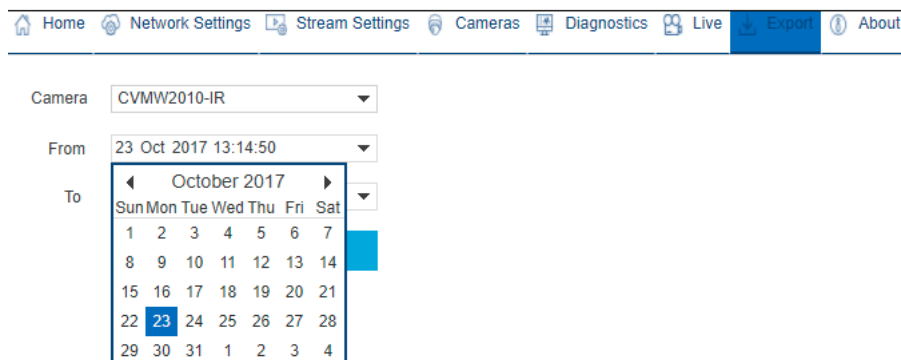 Home Network Settings Stream Settings Cameras Diagnostics Live Export About
Camera CVMW2010-IR
From 23 Oct 2017 13:14:50
To
October 2017
Sun Mon Tue Wed Thu Fri Sat
1 2 3 4 5 6 7
8 9 10 11 12 13 14
15 16 17 18 19 20 21
22 23 24 25 26 27 28
29 30 31 1 2 3 4